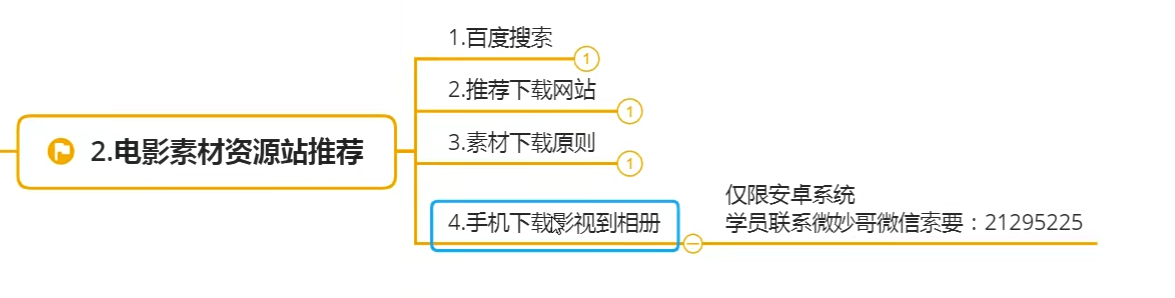 2.电影素材资源站推荐
1.百度搜索
1
2.推荐下载网站
1
3.素材下载原则
1
4.手机下载影视到相册
仅限安卓系统
学员联系微妙哥微信索要：21295225